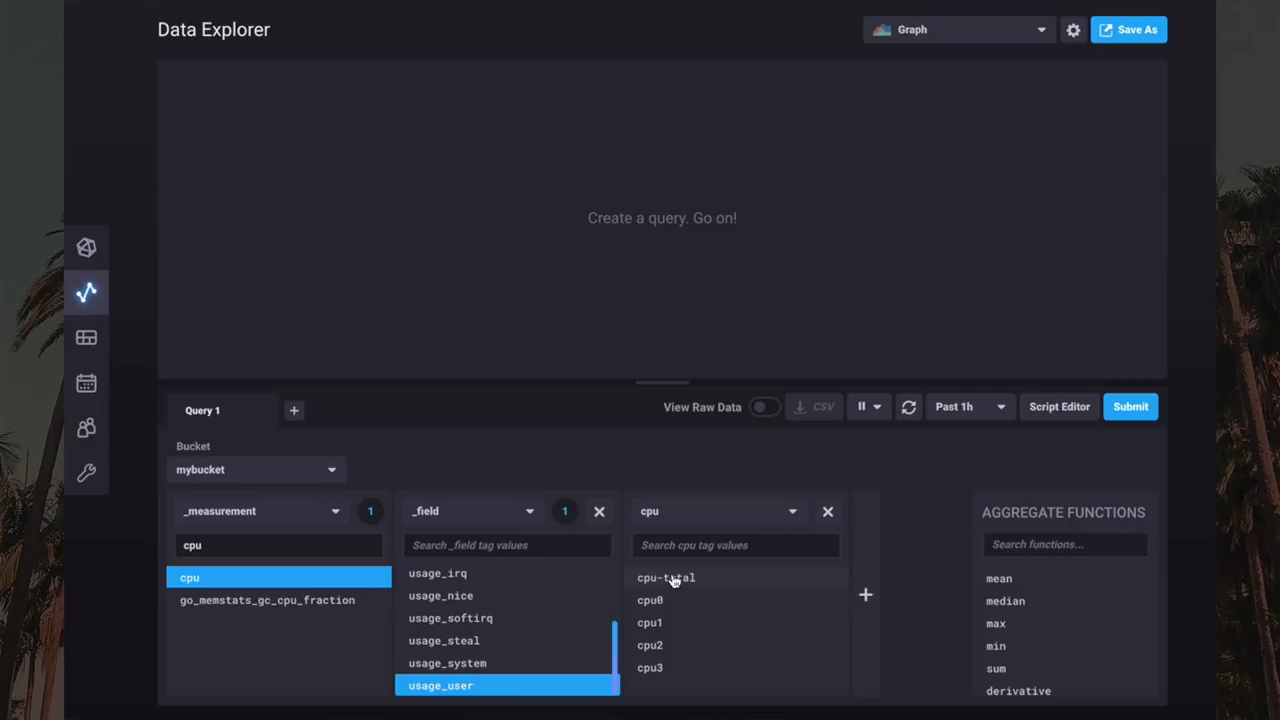 Data Explorer
Graph
Save As
Create a query. Go on!
Query 1
View Raw Data
CSV
Past 1h
Script Editor
Submit
Bucket
mybucket
_measurement
1
_field
1
cpu
AGGREGATE FUNCTIONS
cpu
Search _field tag values
Search cpu tag values
Search functions...
cpu
go_memstats_gc_cpu_fraction
usage_irq
usage_nice
usage_softirq
usage_steal
usage_system
usage_user
cpu-total
cpu0
cpu1
cpu2
cpu3
mean
median
max
min
sum
derivative